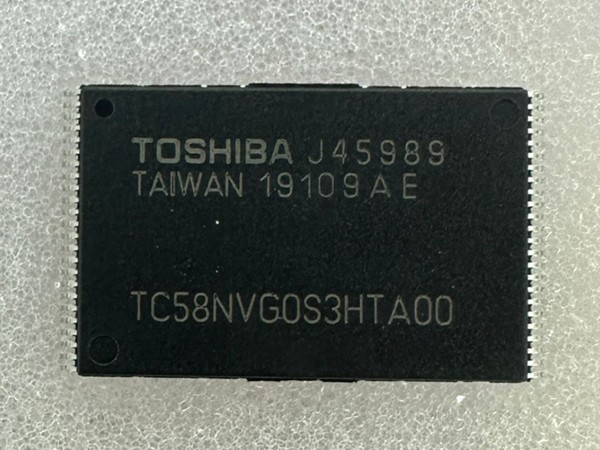 TOSHIBA J45989
TAIWAN 19109AE
TC58NVG0S3HTA00